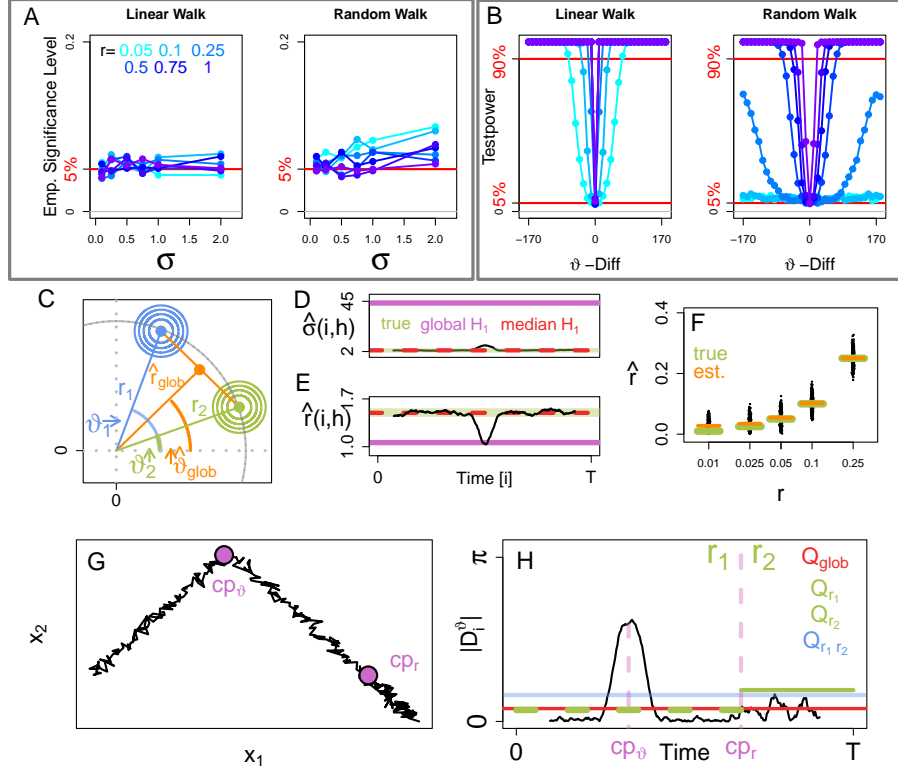 A
Linear Walk
Random Walk
Emp. Significance Level
0.2
5%
0
r= 0.05 0.1 0.25
0.5 0.75 1
0.2
5%
0
0.0 0.5 1.0 1.5 2.0
0.0 0.5 1.0 1.5 2.0
σ
σ
B
Linear Walk
Random Walk
Testpower
90%
5%
0
90%
5%
0
−170 0 170
−170 0 170
ϑ −Diff
ϑ −Diff
C
r₁
r̂glob
r₂
ϑ₁
ϑ₂
ϑ̂glob
0
0
D
σ̂(i,h)
45
2
true global H₁ median H₁
E
r̂(i,h)
1.7
1.0
0 Time [i] T
F
r̂
0.4
0.2
0.0
true
est.
0.01 0.025 0.05 0.1 0.25
r
G
x₂
cpϑ
cpᵣ
x₁
H
|Dᵢ^ϑ|
π
0
r₁ r₂
Qglob
Q_r₁
Q_r₂
Q_r₁ r₂
0 cpϑ Time cpᵣ T